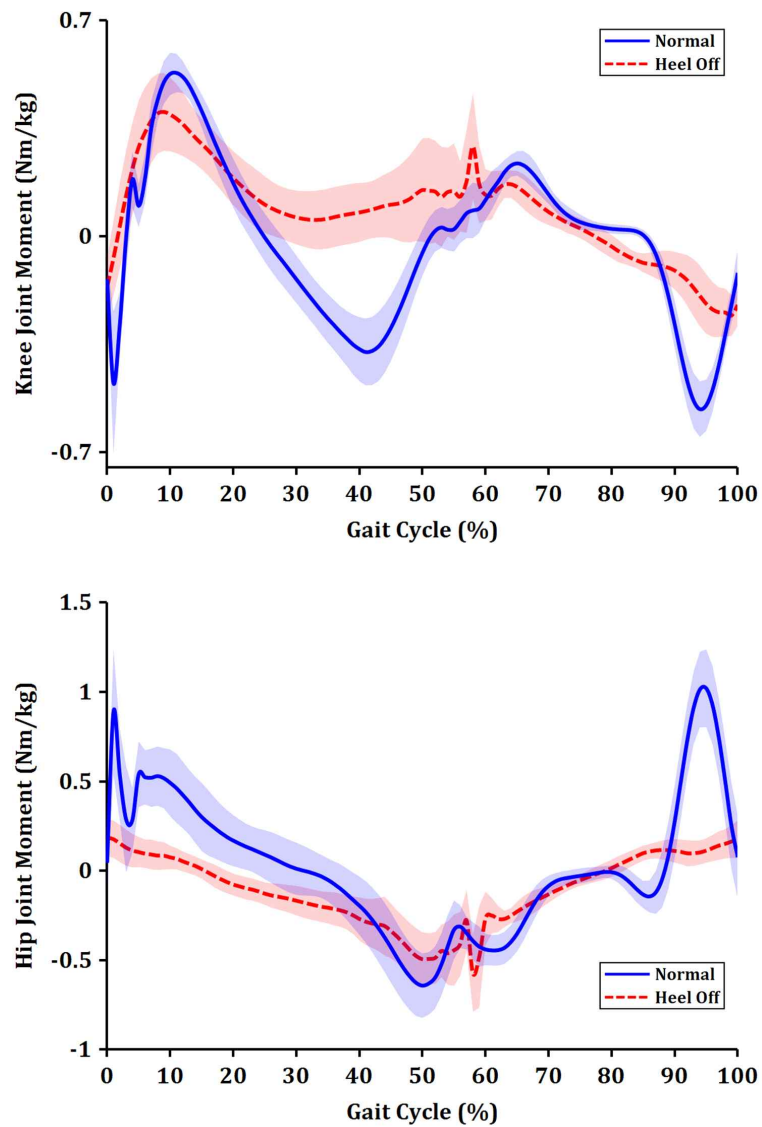 0.7
Normal
Heel Off
Knee Joint Moment (Nm/kg)
0
-0.7
0 10 20 30 40 50 60 70 80 90 100
Gait Cycle (%)
1.5
1
Hip Joint Moment (Nm/kg)
0.5
0
-0.5
Normal
Heel Off
-1
0 10 20 30 40 50 60 70 80 90 100
Gait Cycle (%)